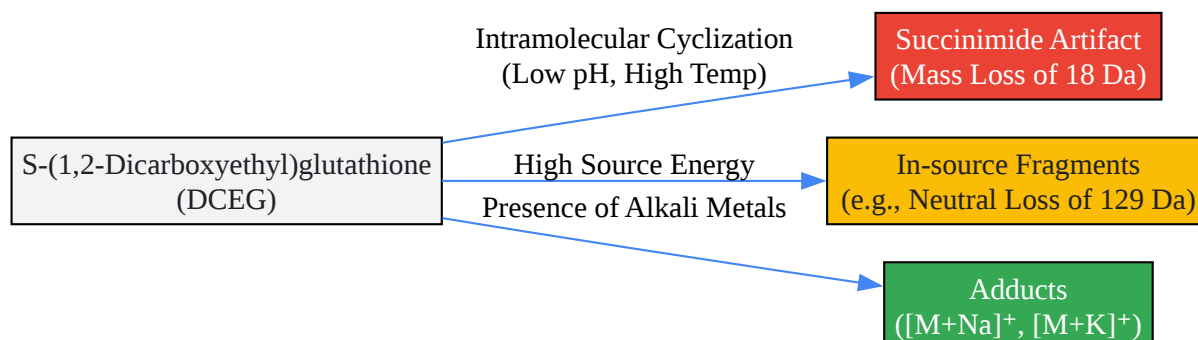 Intramolecular Cyclization
(Low pH, High Temp)
Succinimide Artifact
(Mass Loss of 18 Da)
S-(1,2-Dicarboxyethyl)glutathione
(DCEG)
High Source Energy
In-source Fragments
(e.g., Neutral Loss of 129 Da)
Presence of Alkali Metals
Adducts
([M+Na]⁺, [M+K]⁺)